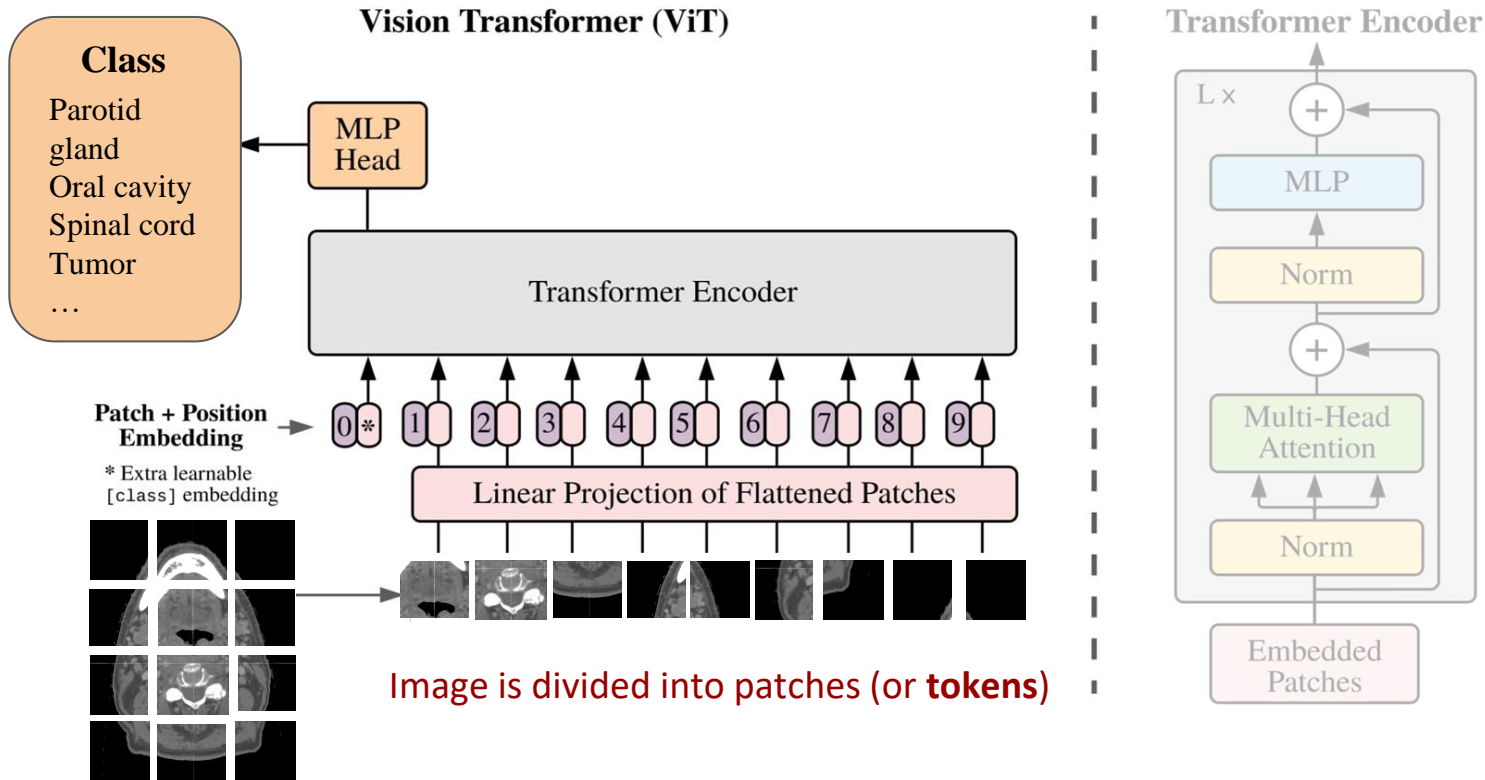 Vision Transformer (ViT)
Class
Parotid
gland
Oral cavity
Spinal cord
Tumor
…
MLP
Head
Transformer Encoder
Patch + Position
Embedding
* Extra learnable
[class] embedding
0 * 1 2 3 4 5 6 7 8 9
Linear Projection of Flattened Patches
Image is divided into patches (or tokens)
Transformer Encoder
L ×
+
MLP
Norm
+
Multi-Head
Attention
Norm
Embedded
Patches